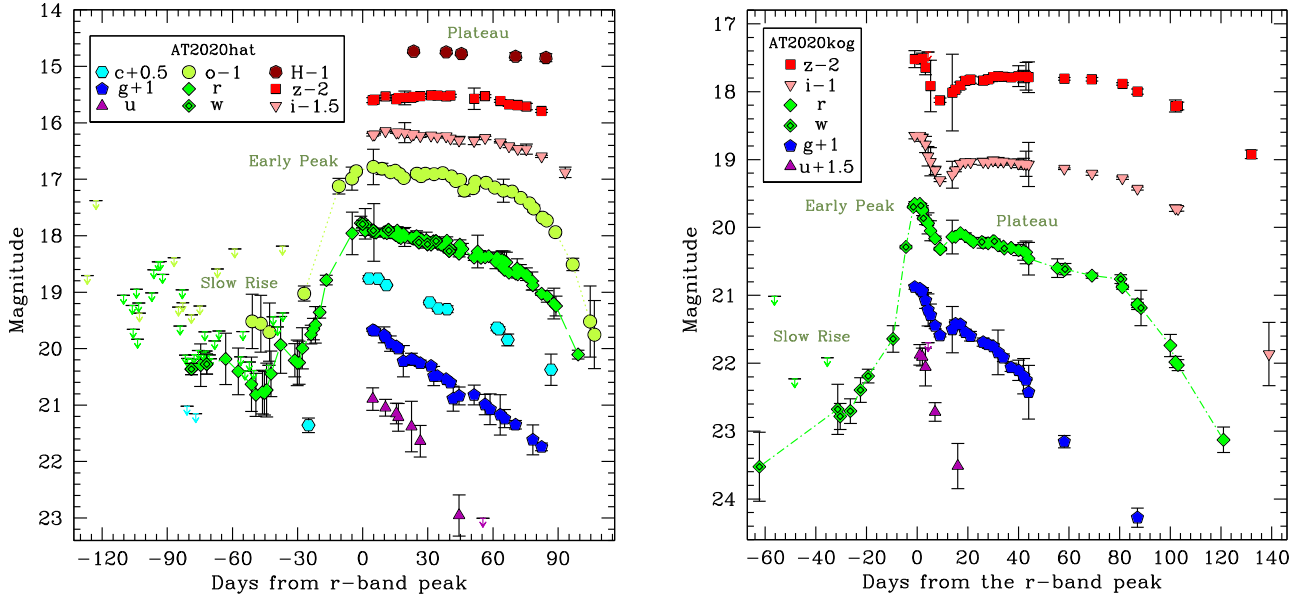 14
15
16
17
18
19
20
21
22
23
Magnitude
-120
-90
-60
-30
0
30
60
90
Days from r-band peak
AT2020hat
c+0.5
o-1
H-1
g+1
r
z-2
u
w
i-1.5
Plateau
Early Peak
Slow Rise
17
18
19
20
21
22
23
24
Magnitude
-60
-40
-20
0
20
40
60
80
100
120
140
Days from the r-band peak
AT2020kog
z-2
i-1
r
w
g+1
u+1.5
Early Peak
Plateau
Slow Rise